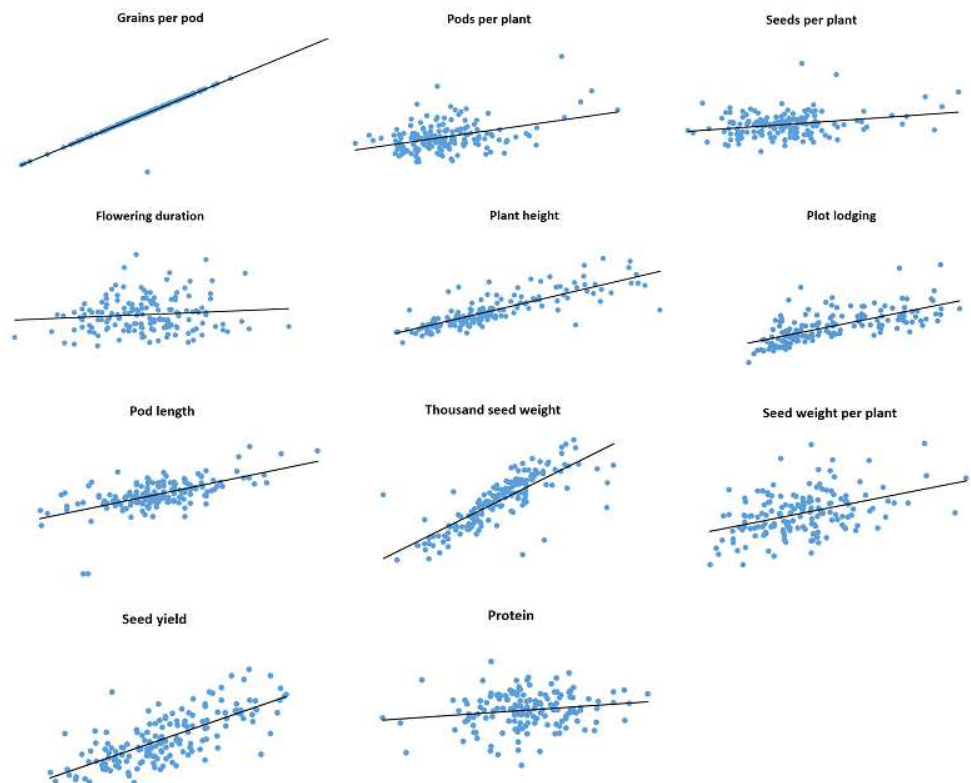 Grains per pod
Pods per plant
Seeds per plant
Flowering duration
Plant height
Plot lodging
Pod length
Thousand seed weight
Seed weight per plant
Seed yield
Protein